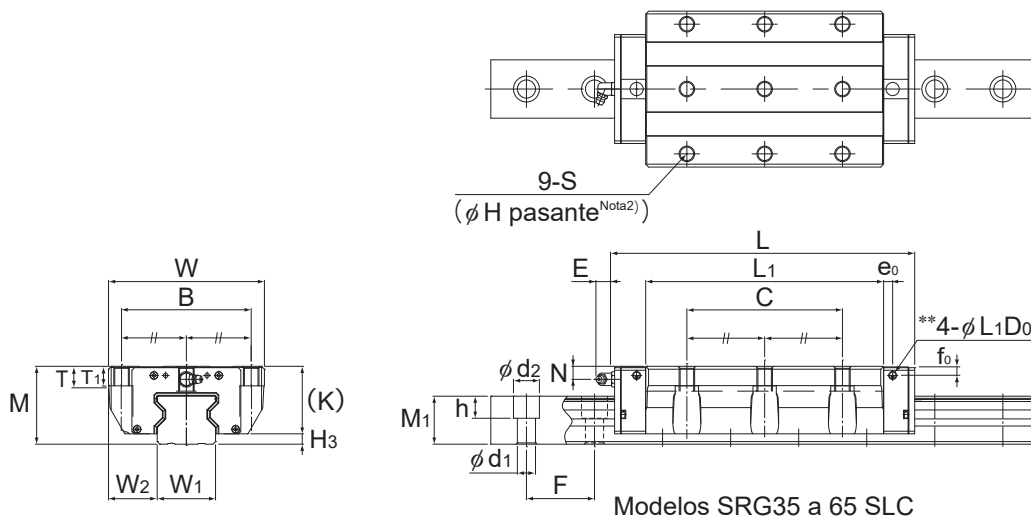 9-S
(φH pasante Nota2))
W
B
T
T1
M
(K)
H3
W2
W1
L
E
L1
e0
C
**4-φL1D0
f0
N
φd2
h
M1
φd1
F
Modelos SRG35 a 65 SLC